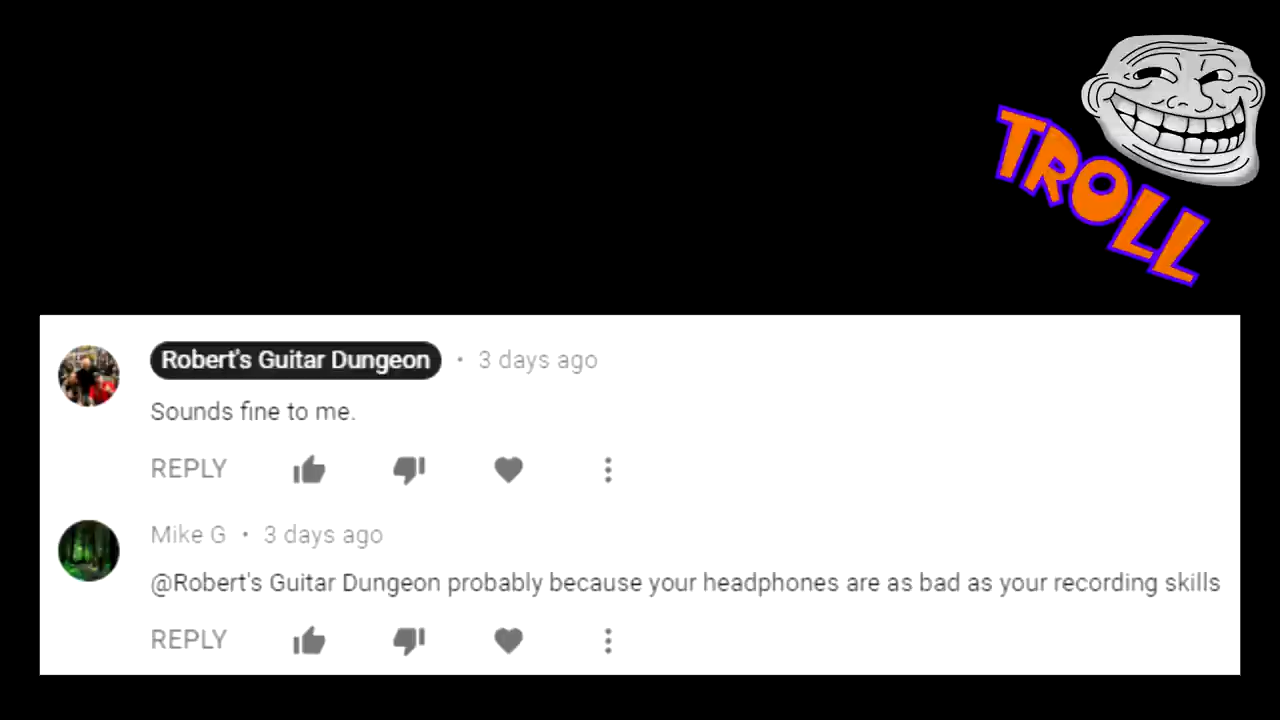 TROLL
Robert's Guitar Dungeon • 3 days ago
Sounds fine to me.
REPLY
Mike G • 3 days ago
@Robert's Guitar Dungeon probably because your headphones are as bad as your recording skills
REPLY